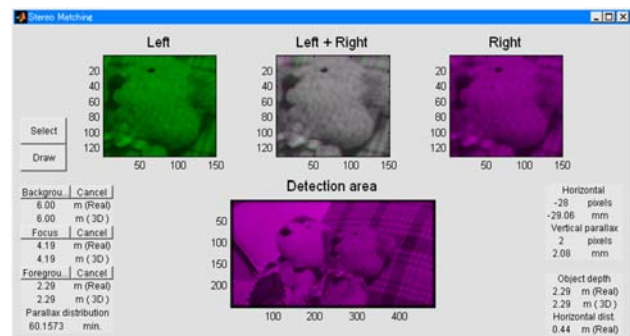 Stereo Matching
Left
Left + Right
Right
20
40
60
80
100
120
50
100
150
20
40
60
80
100
120
50
100
150
20
40
60
80
100
120
50
100
150
Select
Draw
Detection area
50
100
150
200
100
200
300
400
Backgrou... Cancel
6.00 m (Real)
6.00 m ( 3D )
Focus Cancel
4.19 m (Real)
4.19 m ( 3D )
Foregrou... Cancel
2.29 m (Real)
2.29 m ( 3D )
Parallax distribution
60.1573 min.
Horizontal
-28 pixels
-29.06 mm
Vertical parallax
2 pixels
2.08 mm
Object depth
2.29 m (Real)
2.29 m ( 3D )
Horizontal dist.
0.44 m (Real)